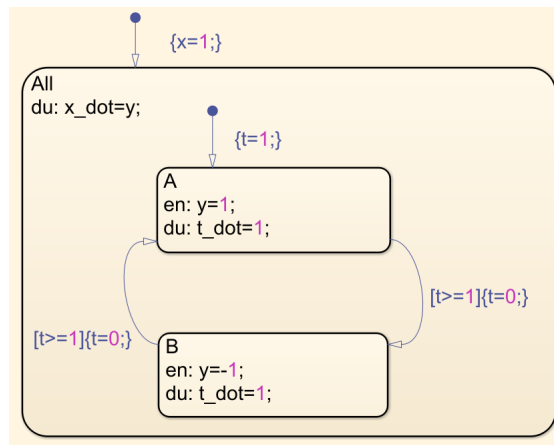 {x=1;}
All
du: x_dot=y;
{t=1;}
A
en: y=1;
du: t_dot=1;
[t>=1]{t=0;}
[t>=1]{t=0;}
B
en: y=-1;
du: t_dot=1;